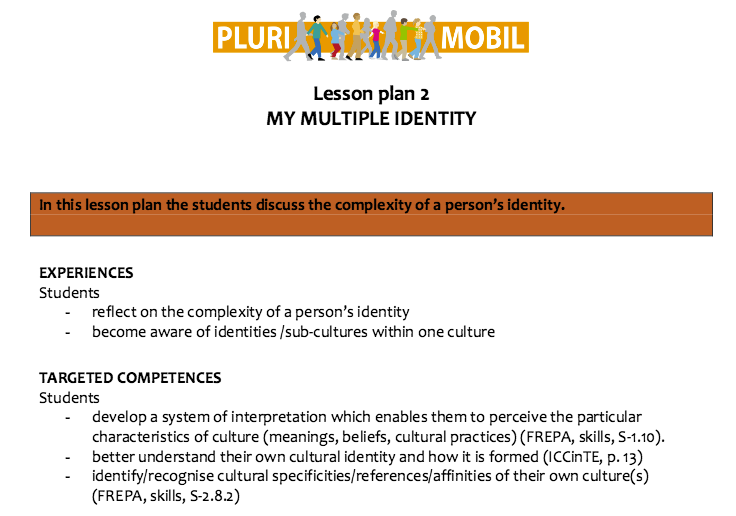 PLURI MOBIL
Lesson plan 2
MY MULTIPLE IDENTITY
In this lesson plan the students discuss the complexity of a person's identity.
EXPERIENCES
Students
- reflect on the complexity of a person's identity
- become aware of identities /sub-cultures within one culture
TARGETED COMPETENCES
Students
- develop a system of interpretation which enables them to perceive the particular
characteristics of culture (meanings, beliefs, cultural practices) (FREPA, skills, S-1.10).
- better understand their own cultural identity and how it is formed (ICCinTE, p. 13)
- identify/recognise cultural specificities/references/affinities of their own culture(s)
(FREPA, skills, S-2.8.2)